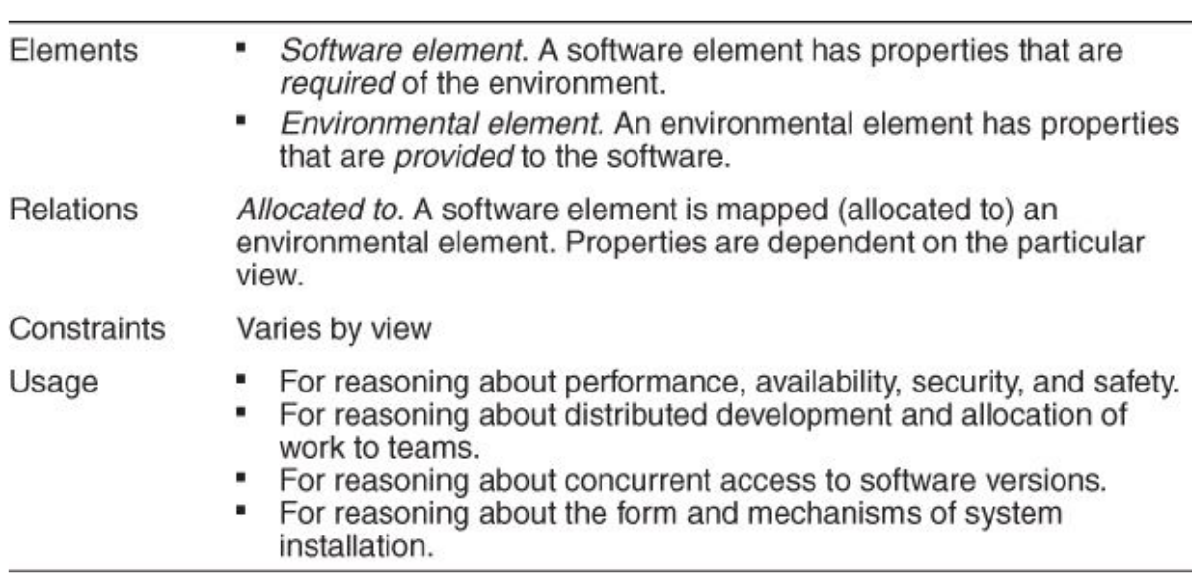 Elements ▪ Software element. A software element has properties that are
required of the environment.
▪ Environmental element. An environmental element has properties
that are provided to the software.
Relations Allocated to. A software element is mapped (allocated to) an
environmental element. Properties are dependent on the particular
view.
Constraints Varies by view
Usage ▪ For reasoning about performance, availability, security, and safety.
▪ For reasoning about distributed development and allocation of
work to teams.
▪ For reasoning about concurrent access to software versions.
▪ For reasoning about the form and mechanisms of system
installation.